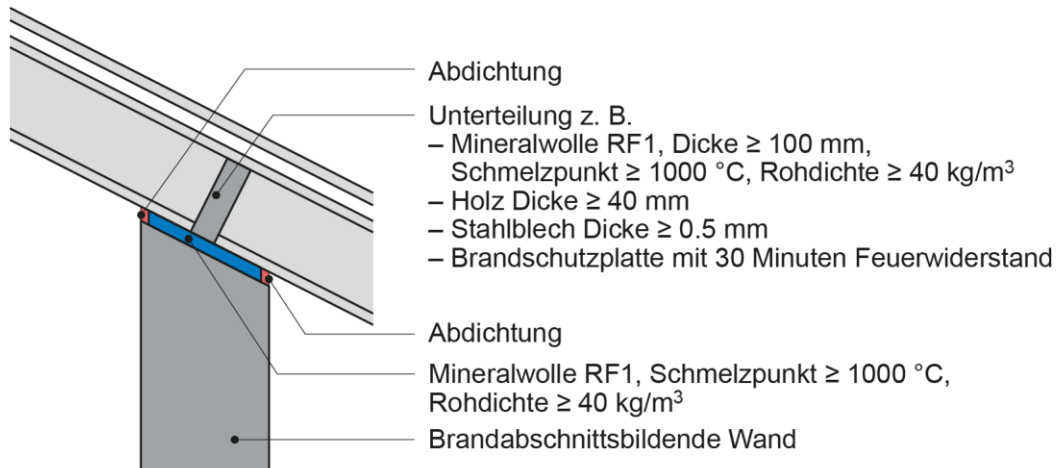 Abdichtung
Unterteilung z. B.
– Mineralwolle RF1, Dicke ≥ 100 mm,
Schmelzpunkt ≥ 1000 °C, Rohdichte ≥ 40 kg/m³
– Holz Dicke ≥ 40 mm
– Stahlblech Dicke ≥ 0.5 mm
– Brandschutzplatte mit 30 Minuten Feuerwiderstand
Abdichtung
Mineralwolle RF1, Schmelzpunkt ≥ 1000 °C,
Rohdichte ≥ 40 kg/m³
Brandabschnittsbildende Wand